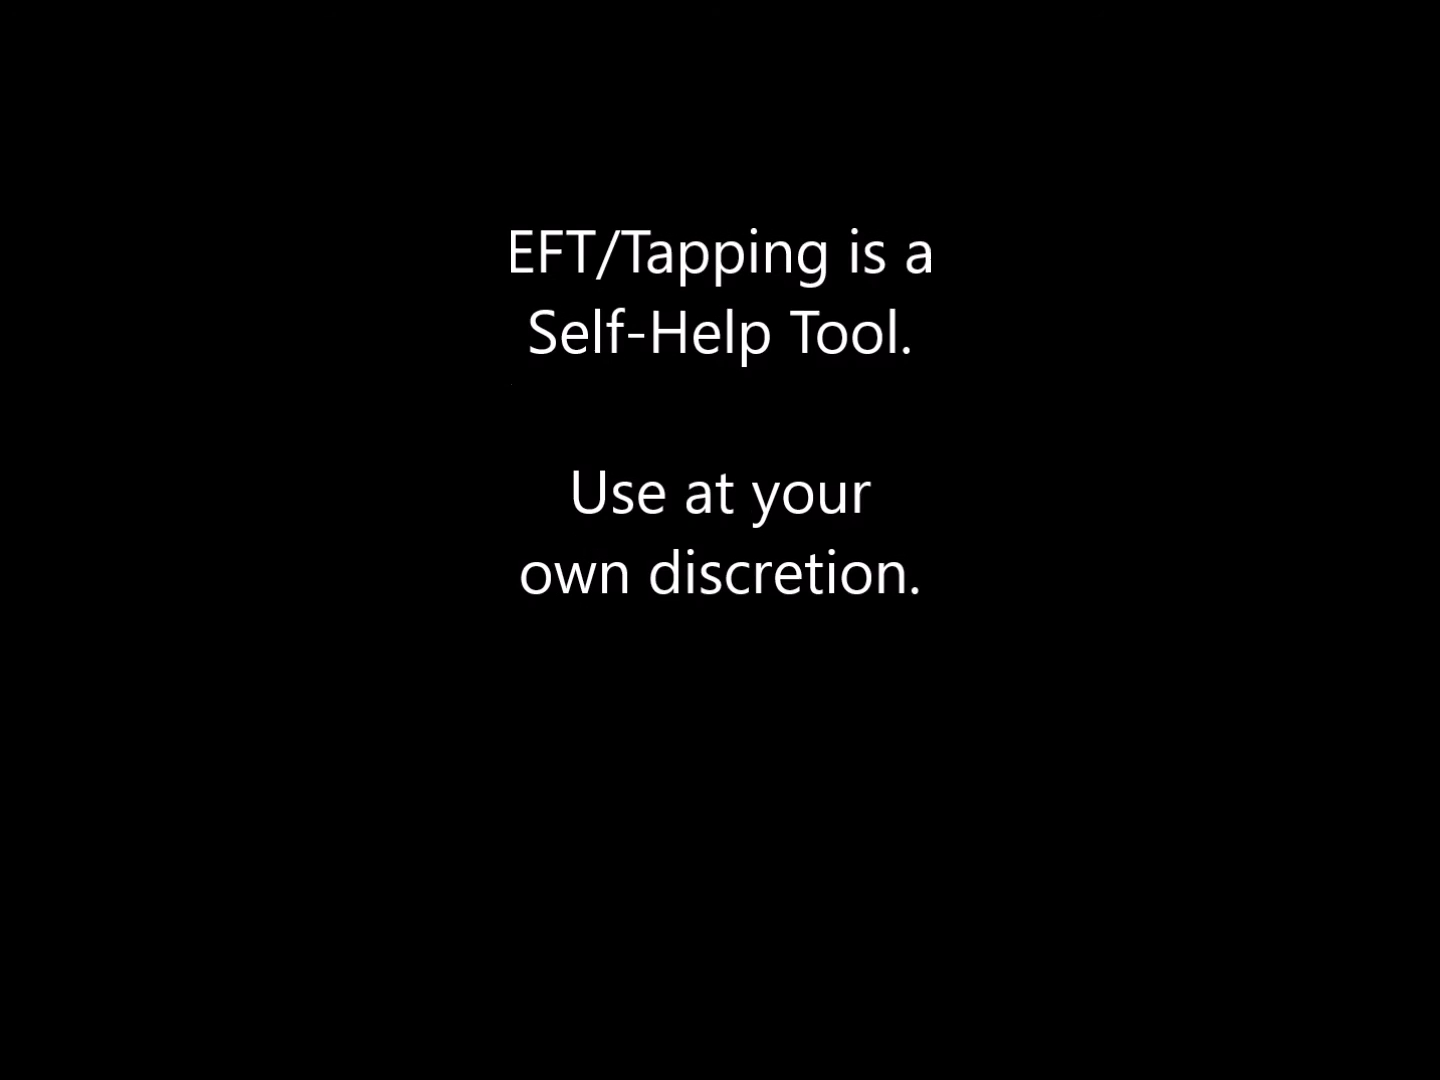 EFT/Tapping is a
Self-Help Tool.
Use at your
own discretion.